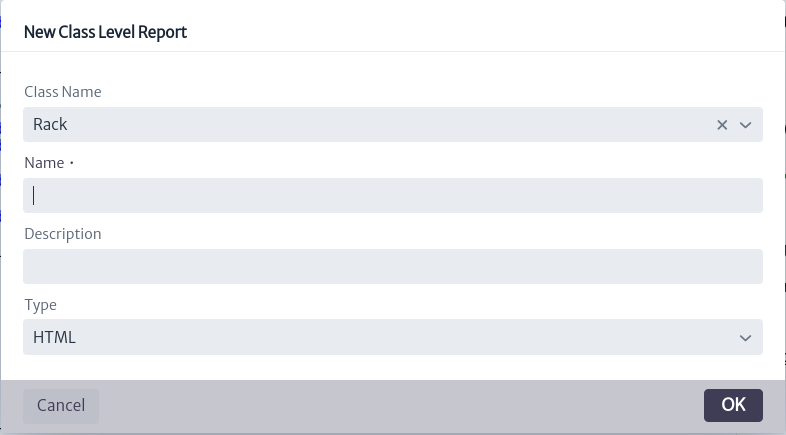 New Class Level Report
Class Name
Rack
Name •
Description
Type
HTML
Cancel
OK